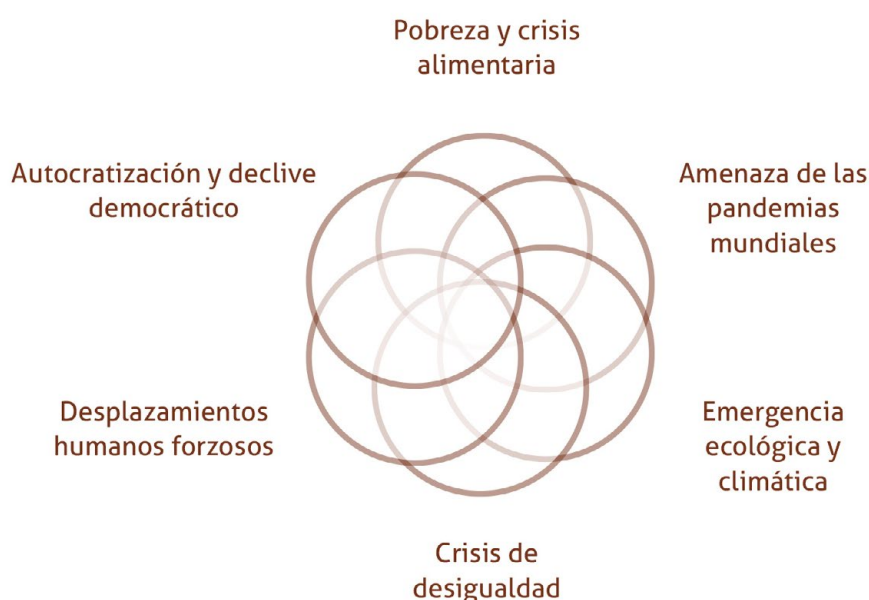 Pobreza y crisis
alimentaria
Autocratización y declive
democrático
Amenaza de las
pandemias
mundiales
Desplazamientos
humanos forzosos
Emergencia
ecológica y
climática
Crisis de
desigualdad